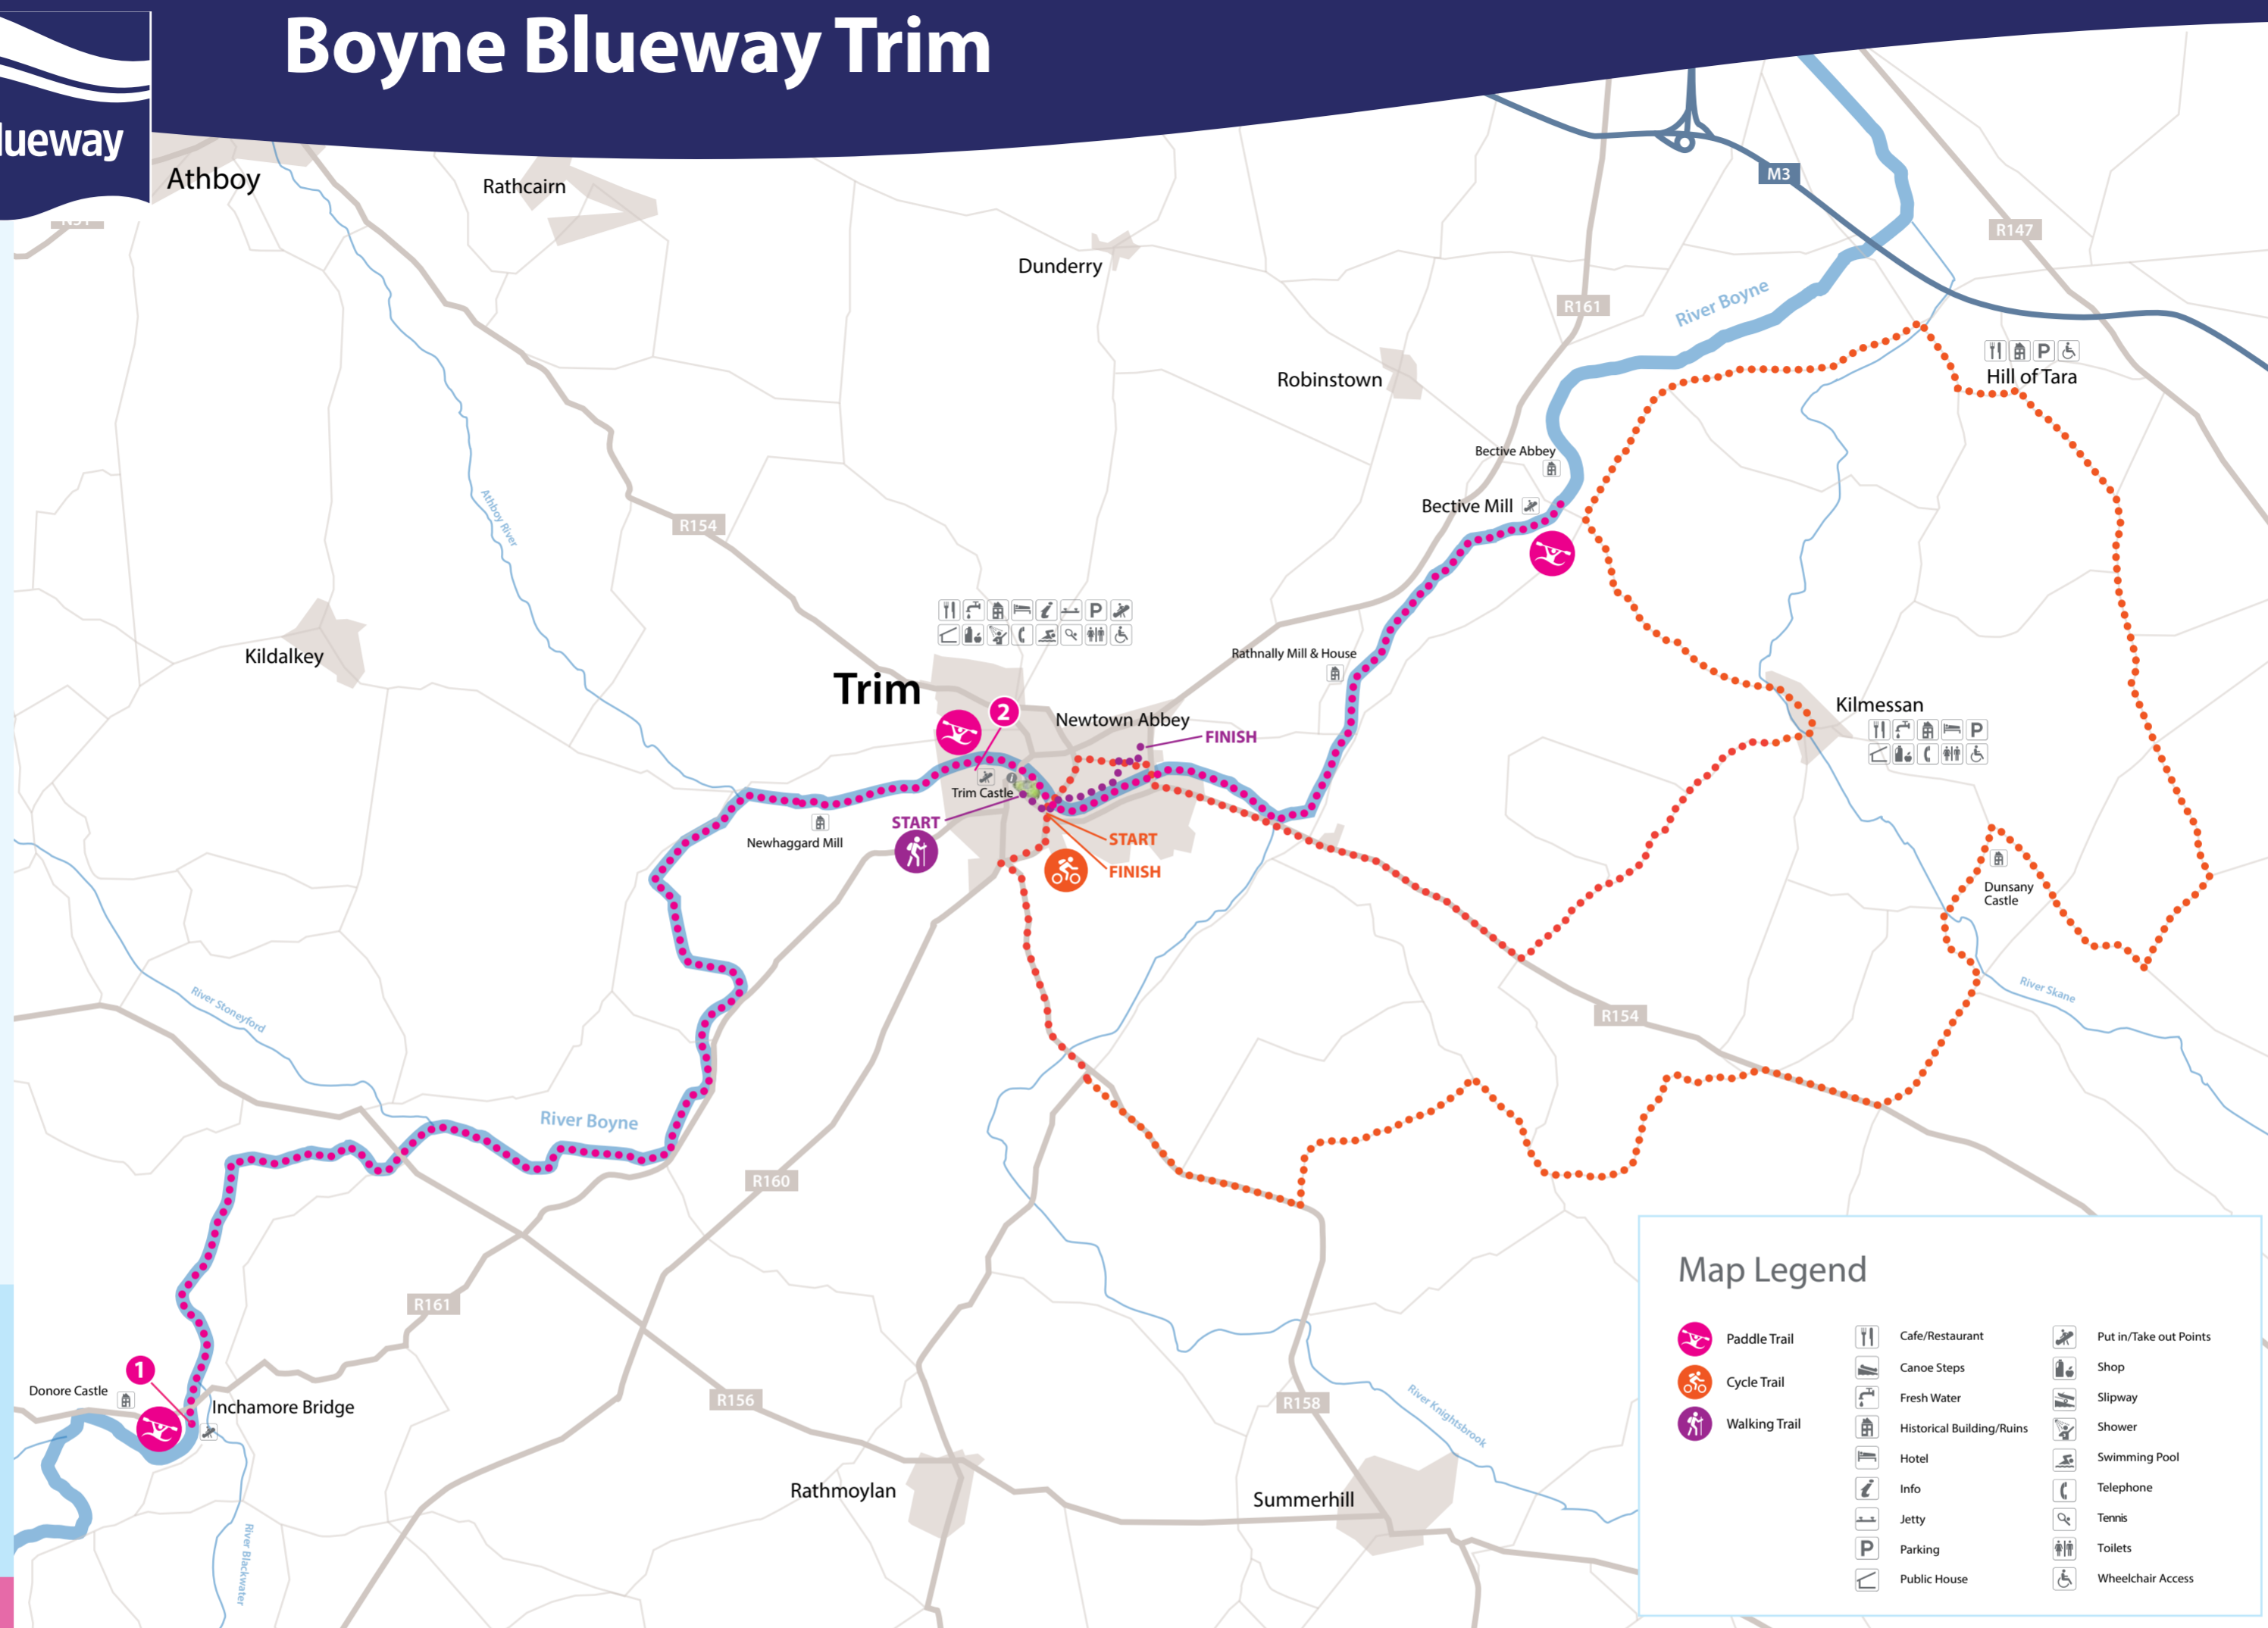 Boyne Blueway Trim
lueway
Athboy
Rathcairn
Dunderry
M3
R147
R161
River Boyne
Robinstown
Hill of Tara
P
Bective Abbey
Bective Mill
Athboy River
R154
Kildalkey
P
Trim
2
Rathnally Mill & House
Newtown Abbey
FINISH
Kilmessan
P
Trim Castle
START
Newhaggard Mill
START
FINISH
Dunsany
Castle
River Stoneyford
River Skane
R154
River Boyne
R160
R161
1
Donore Castle
Inchamore Bridge
R156
R158
River Knightsbrook
Rathmoylan
Summerhill
River Blackwater
Map Legend
Paddle Trail
Cycle Trail
Walking Trail
Cafe/Restaurant
Canoe Steps
Fresh Water
Historical Building/Ruins
Hotel
Info
Jetty
P Parking
Public House
Put in/Take out Points
Shop
Slipway
Shower
Swimming Pool
Telephone
Tennis
Toilets
Wheelchair Access